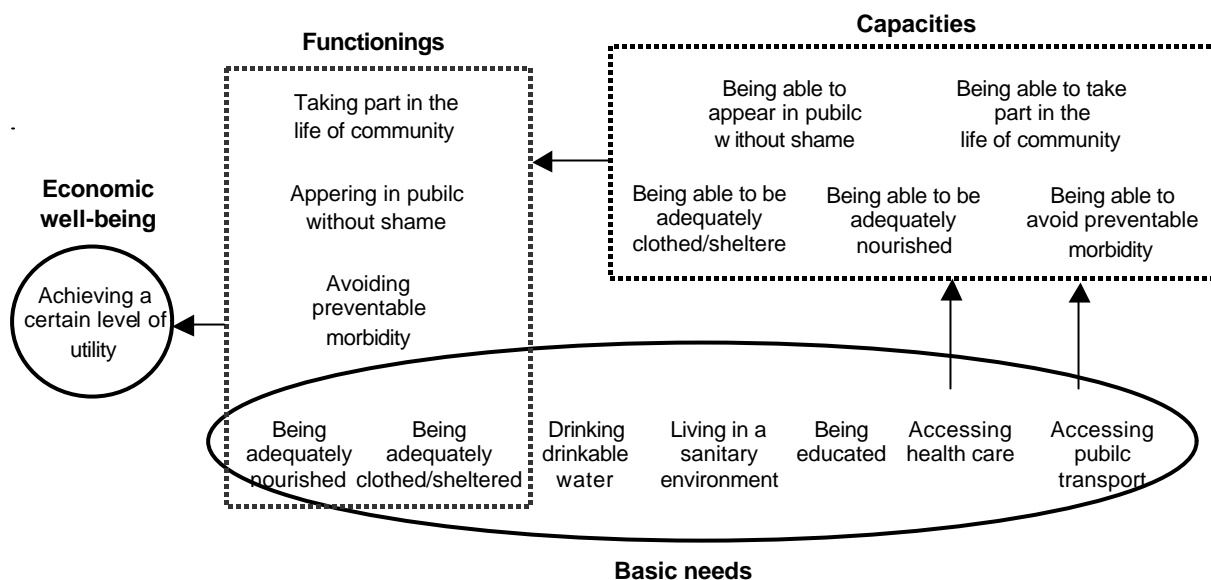 Capacities
Functionings
Taking part in the
life of community
Appering in pubilc
without shame
Avoiding
preventable
morbidity
Being able to
appear in pubilc
w ithout shame
Being able to take
part in the
life of community
Being able to be
adequately
clothed/sheltere
Being able to be
adequately
nourished
Being able to
avoid preventable
morbidity
Economic
well-being
Achieving a
certain level of
utility
Being
adequately
nourished
Being
adequately
clothed/sheltered
Drinking
drinkable
water
Living in a
sanitary
environment
Being
educated
Accessing
health care
Accessing
pubilc
transport
Basic needs